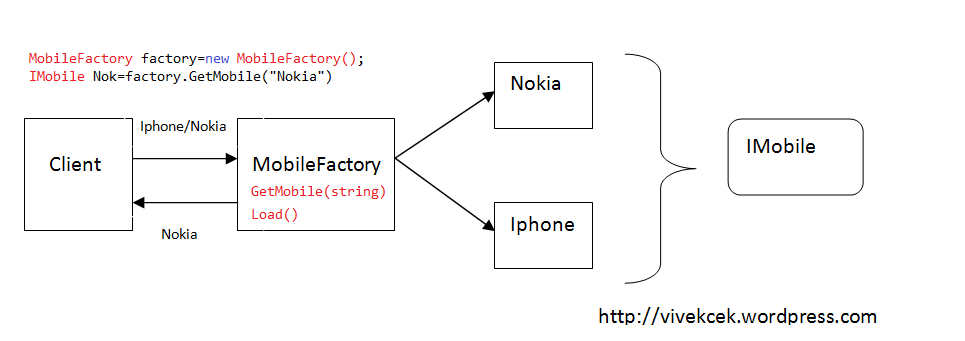 MobileFactory factory=new MobileFactory();
IMobile Nok=factory.GetMobile("Nokia")
Iphone/Nokia
Client
Nokia
MobileFactory
GetMobile(string)
Load()
Nokia
Iphone
IMobile
http://vivekcek.wordpress.com